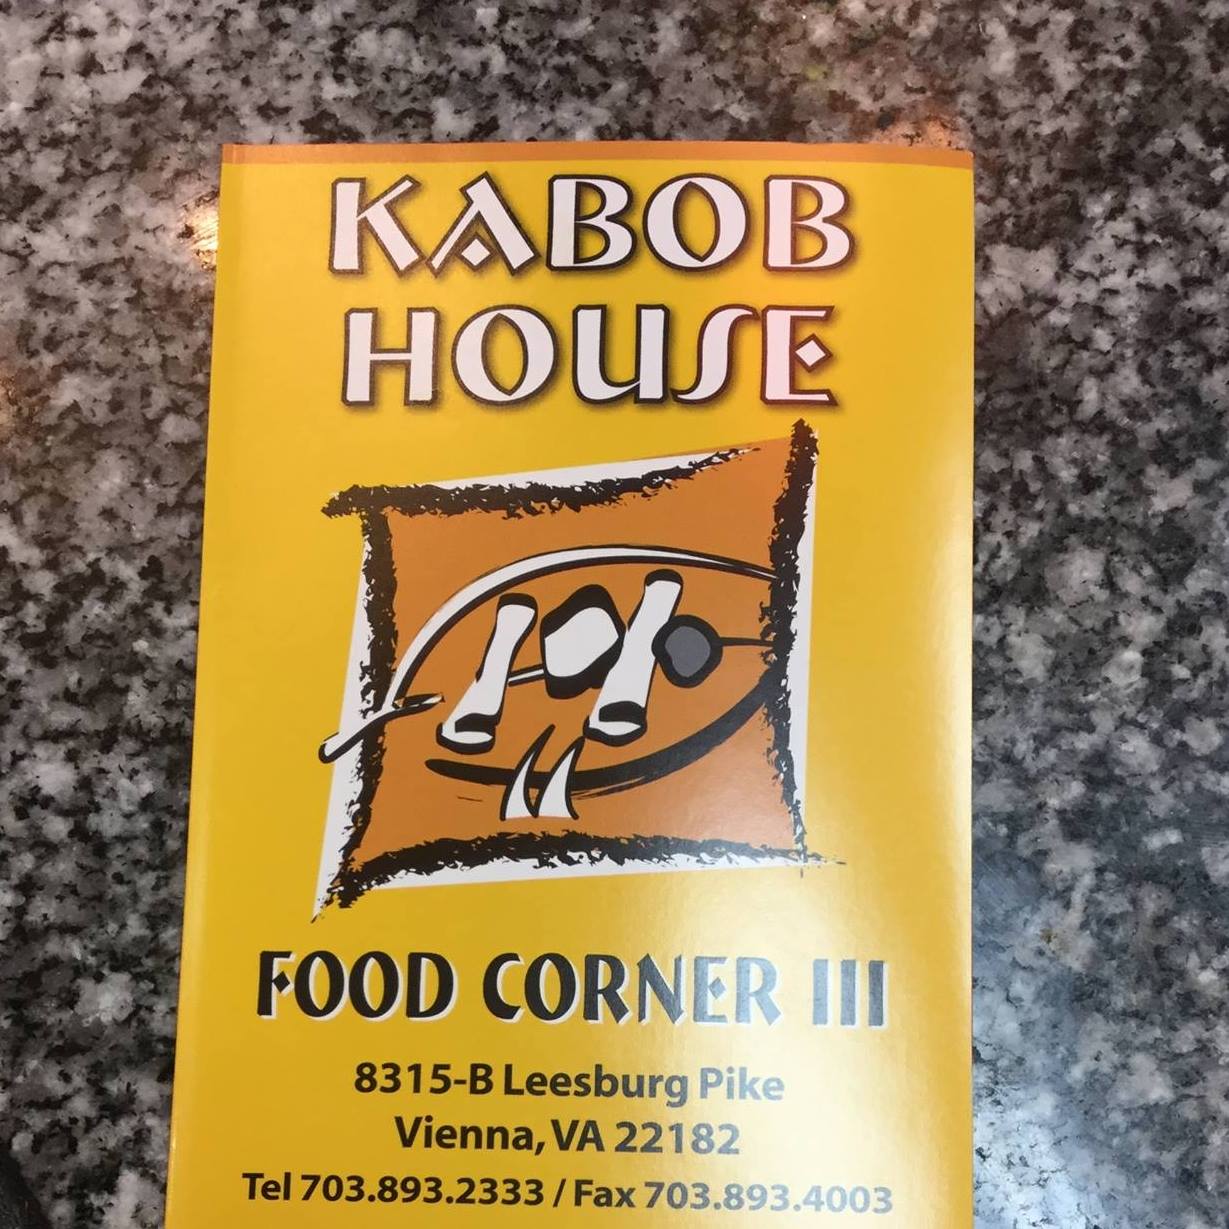 KABOB
HOUSE
FOOD CORNER III
8315-B Leesburg Pike
Vienna, VA 22182
Tel 703.893.2333 / Fax 703.893.4003